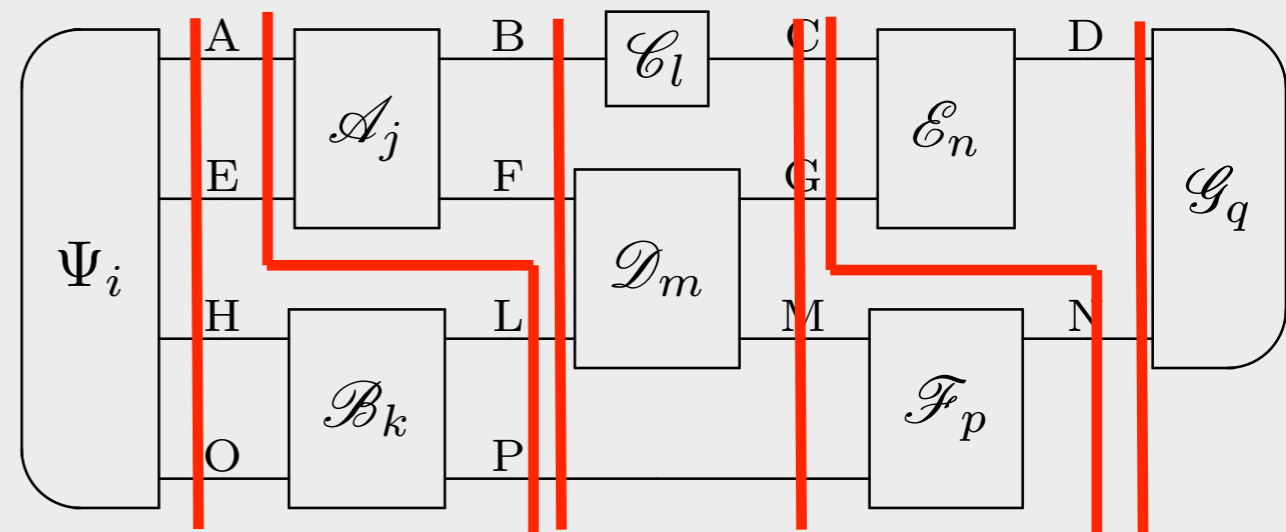 A B C D
𝒞_l
𝒜_j ℰ_n
E F G
𝒢_q
Ψ_i 𝒟_m
H L M N
ℬ_k ℱ_p
O P